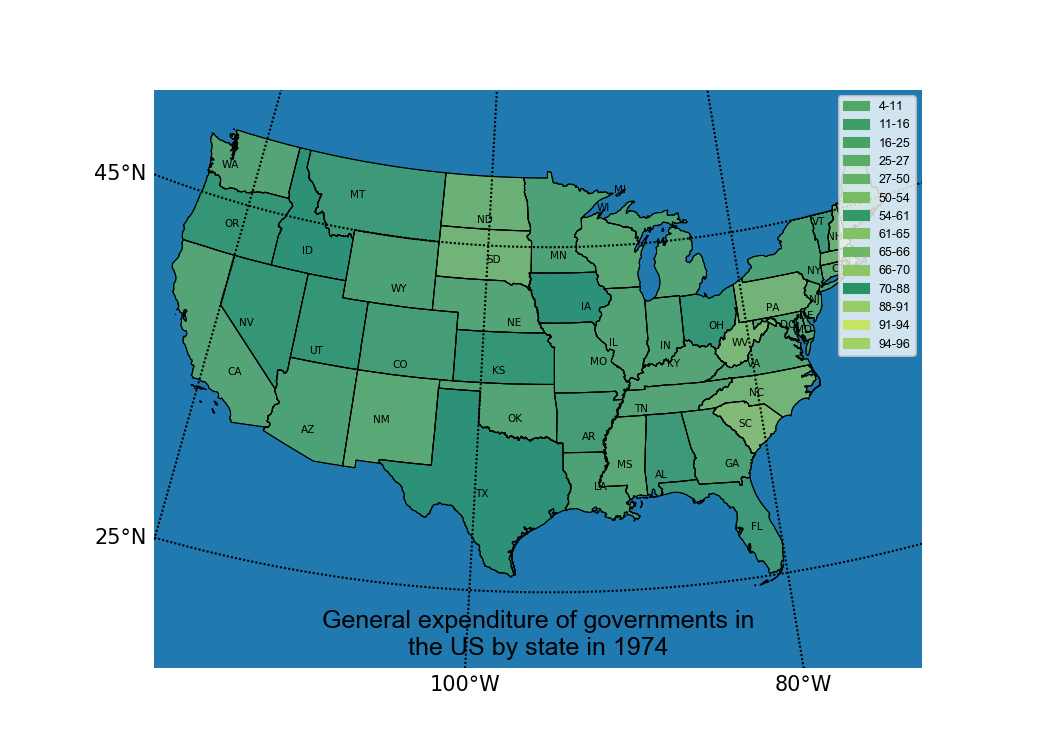 4-11
11-16
16-25
25-27
27-50
50-54
54-61
61-65
65-66
66-70
70-88
88-91
91-94
94-96
45°N
25°N
100°W
80°W
WA
MT
ND
MN
MI
WI
VT
NH
OR
ID
SD
WY
NY
NE
IA
PA
NJ
NV
UT
CO
KS
OH
IL
IN
WV
MO
KY
VA
DC
DE
MD
CA
AZ
NM
OK
AR
TN
NC
SC
MS
AL
GA
LA
TX
FL
General expenditure of governments in
the US by state in 1974